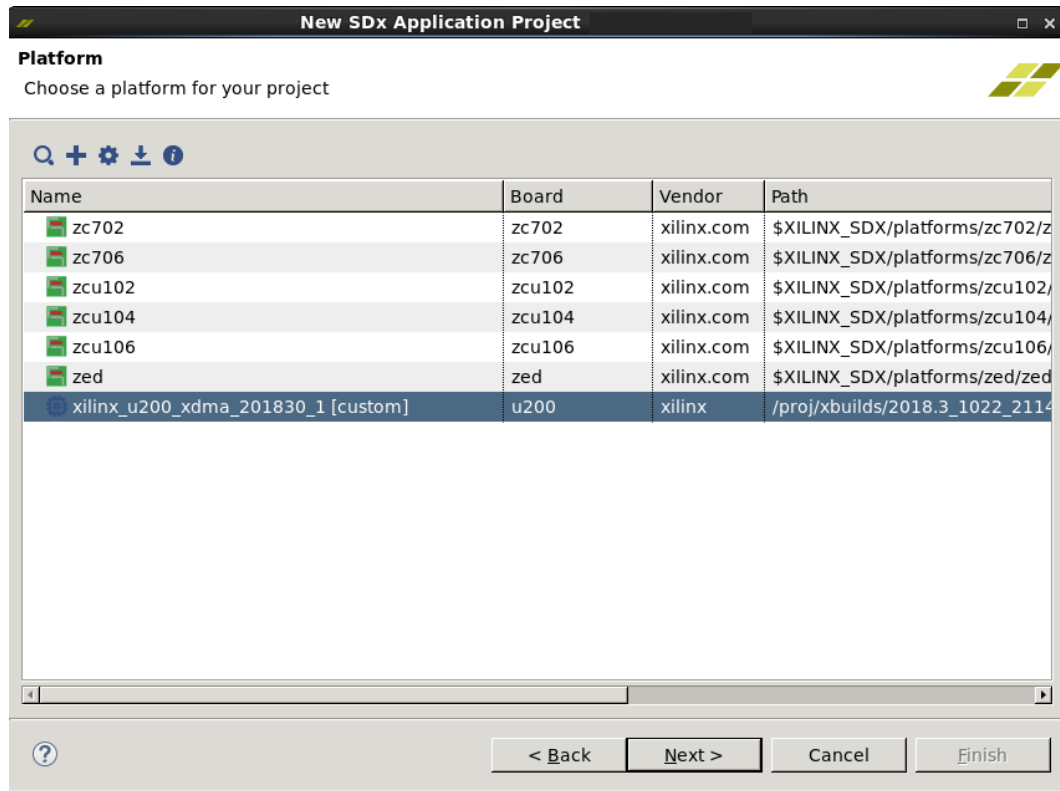 New SDx Application Project
Platform
Choose a platform for your project
Name Board Vendor Path
zc702 zc702 xilinx.com $XILINX_SDX/platforms/zc702/z
zc706 zc706 xilinx.com $XILINX_SDX/platforms/zc706/z
zcu102 zcu102 xilinx.com $XILINX_SDX/platforms/zcu102/
zcu104 zcu104 xilinx.com $XILINX_SDX/platforms/zcu104/
zcu106 zcu106 xilinx.com $XILINX_SDX/platforms/zcu106/
zed zed xilinx.com $XILINX_SDX/platforms/zed/zed
xilinx_u200_xdma_201830_1 [custom] u200 xilinx /proj/xbuilds/2018.3_1022_2114
< Back Next > Cancel Finish